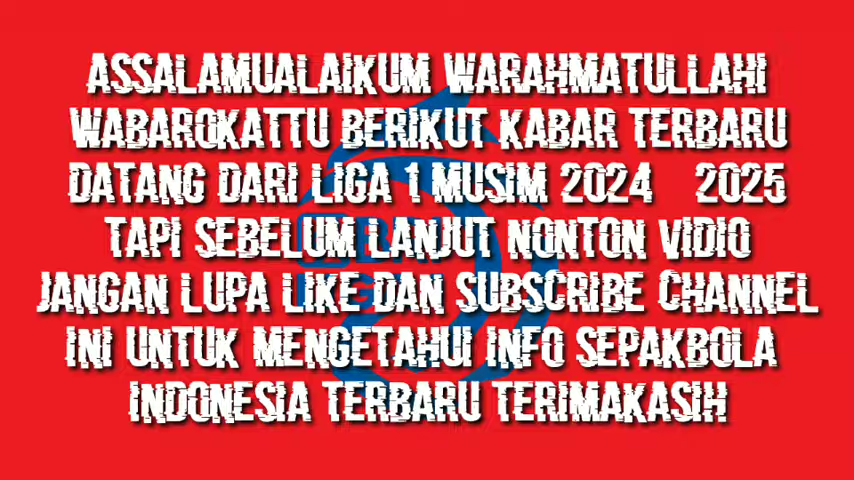 ASSALAMUALAIKUM WARAHMATULLAHI
WABAROKATTU BERIKUT KABAR TERBARU
DATANG DARI LIGA 1 MUSIM 2024 2025
TAPI SEBELUM LANJUT NONTON VIDIO
JANGAN LUPA LIKE DAN SUBSCRIBE CHANNEL
INI UNTUK MENGETAHUI INFO SEPAKBOLA
INDONESIA TERBARU TERIMAKASIH